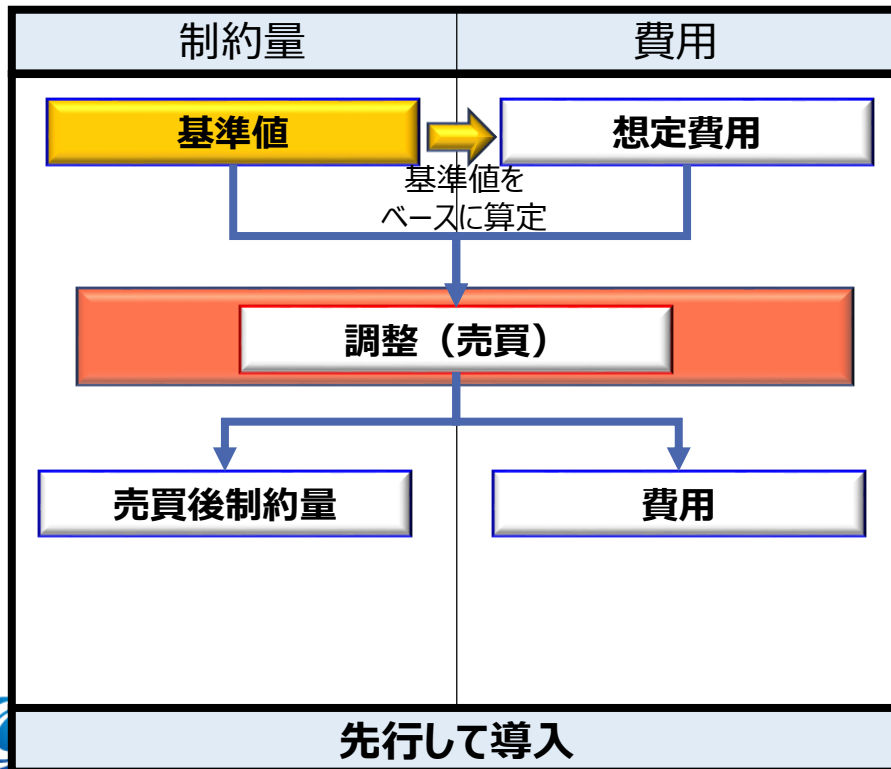 制約量
費用
基準値
想定費用
基準値を
ベースに算定
調整（売買）
売買後制約量
費用
先行して導入